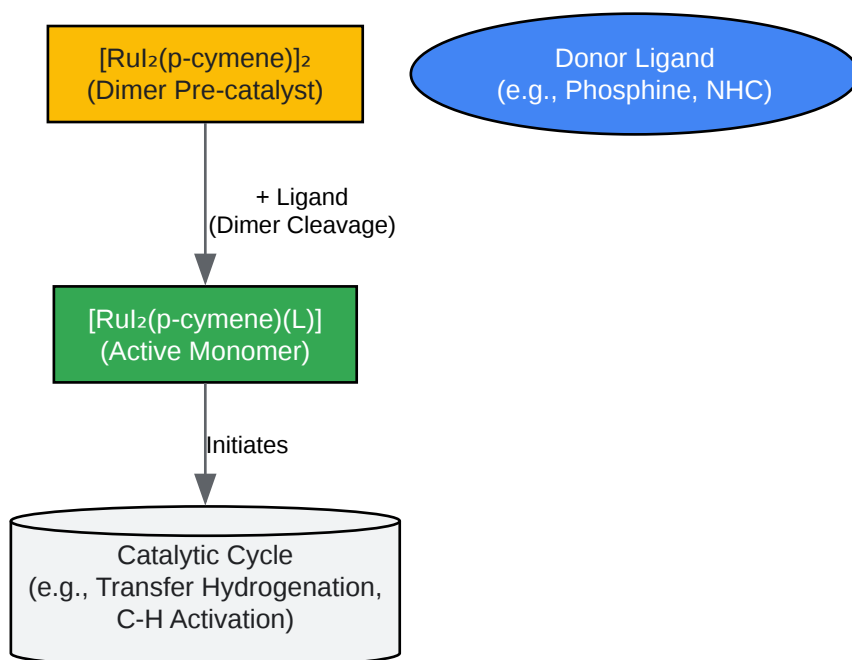 [RuI₂(p-cymene)]₂
(Dimer Pre-catalyst)
Donor Ligand
(e.g., Phosphine, NHC)
+ Ligand
(Dimer Cleavage)
[RuI₂(p-cymene)(L)]
(Active Monomer)
Initiates
Catalytic Cycle
(e.g., Transfer Hydrogenation,
C-H Activation)